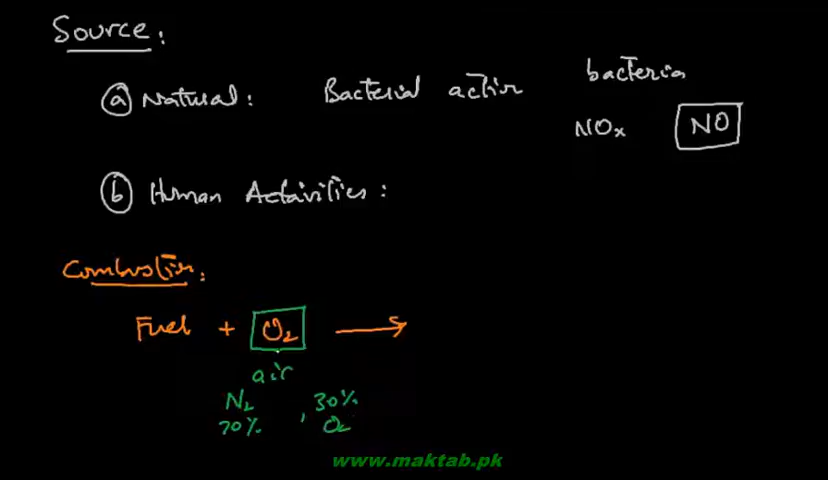 Source:
(a) Natural: Bacterial action bacteria
NOx NO
(b) Human Activities:
Combustion:
Fuel + O₂ →
air
N₂ , 30%
70% O₂
www.maktab.pk